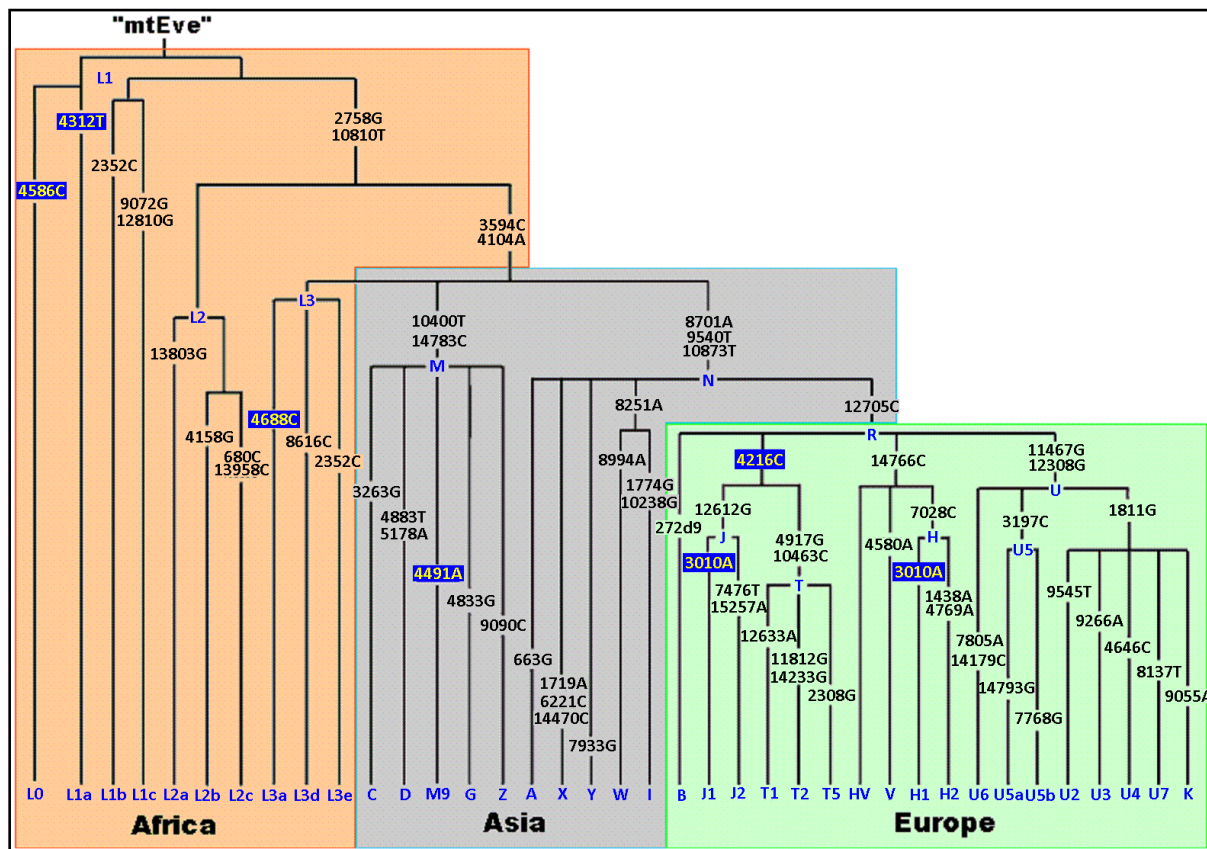 "mtEve"
L1
4312T
2758G
10810T
2352C
4586C
9072G
12810G
3594C
4104A
L3
L2
10400T
14783C
8701A
9540T
10873T
13803G
M
N
8251A
12705C
4688C
4158G
8616C
680C
13958C
2352C
R
8994A
4216C
14766C
11467G
12308G
3263G
1774G
10238G
U
4883T
5178A
272d9
12612G
7028C
3197C
1811G
4917G
10463C
J
4580A
H
U5
4491A
3010A
3010A
4833G
7476T
15257A
T
1438A
4769A
9545T
9090C
9266A
12633A
7805A
14179C
4646C
663G
11812G
14233G
8137T
1719A
6221C
14470C
2308G
14793G
9055A
7768G
7933G
L0 L1a L1b L1c L2a L2b L2c L3a L3d L3e C D M9 G Z A X Y W I B J1 J2 T1 T2 T5 HV V H1 H2 U6 U5a U5b U2 U3 U4 U7 K
Africa Asia Europe